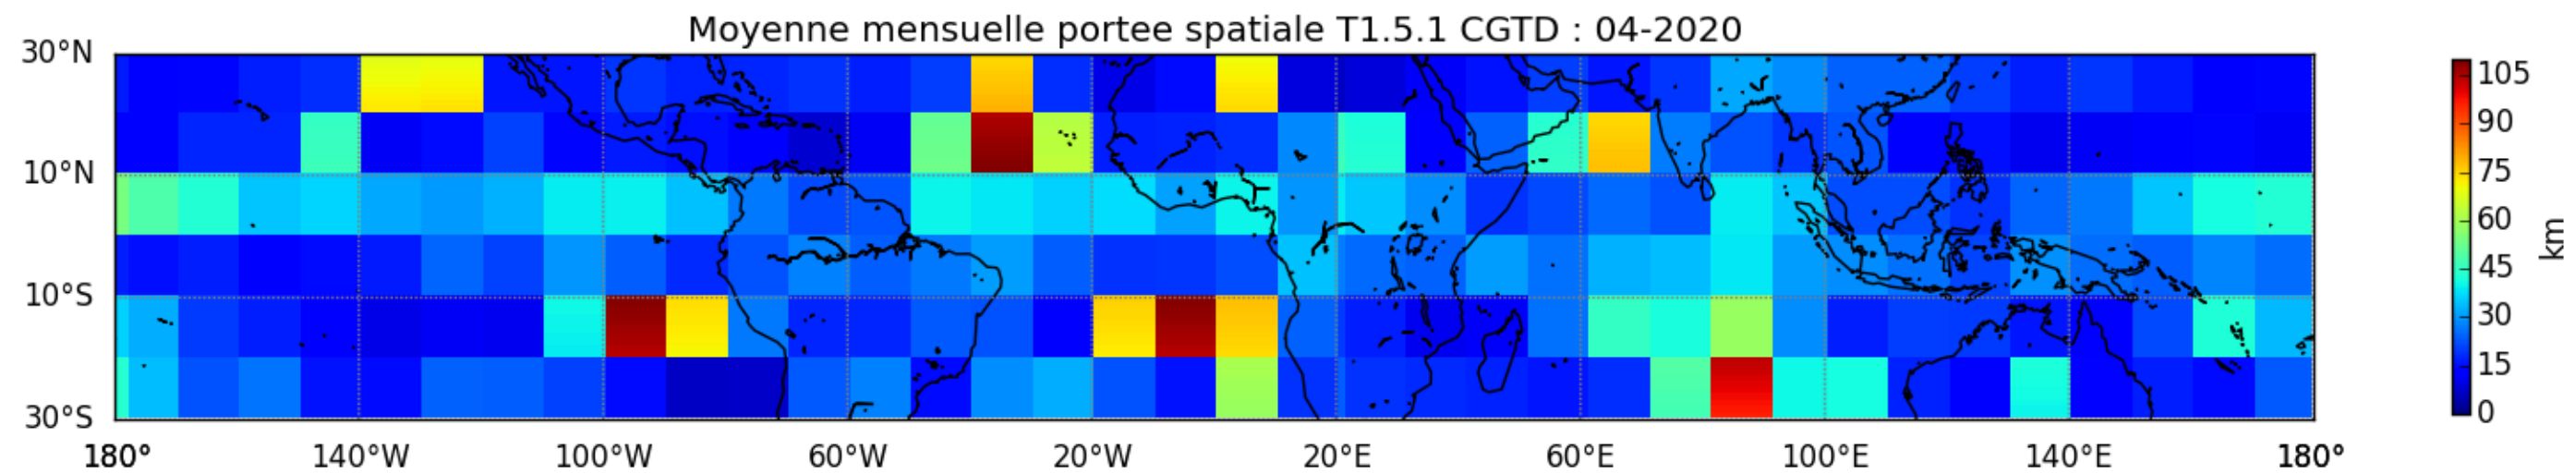 Moyenne mensuelle portee spatiale T1.5.1 CGTD : 04-2020
30°N
10°N
10°S
30°S
180° 140°W 100°W 60°W 20°W 20°E 60°E 100°E 140°E 180°
105
90
75
60
45
30
15
0
km